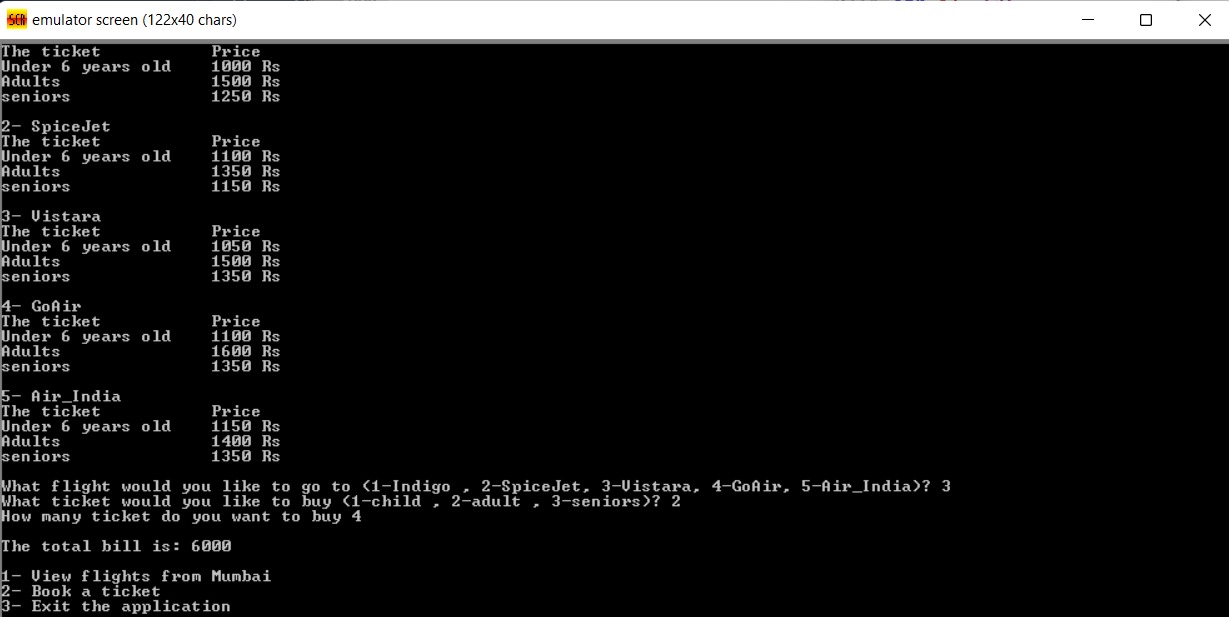 SCR emulator screen (122x40 chars)
The ticket Price
Under 6 years old 1000 Rs
Adults 1500 Rs
seniors 1250 Rs
2- SpiceJet
The ticket Price
Under 6 years old 1100 Rs
Adults 1350 Rs
seniors 1150 Rs
3- Vistara
The ticket Price
Under 6 years old 1050 Rs
Adults 1500 Rs
seniors 1350 Rs
4- GoAir
The ticket Price
Under 6 years old 1100 Rs
Adults 1600 Rs
seniors 1350 Rs
5- Air_India
The ticket Price
Under 6 years old 1150 Rs
Adults 1400 Rs
seniors 1350 Rs
What flight would you like to go to (1-Indigo , 2-SpiceJet, 3-Vistara, 4-GoAir, 5-Air_India)? 3
What ticket would you like to buy (1-child , 2-adult , 3-seniors)? 2
How many ticket do you want to buy 4
The total bill is: 6000
1- View flights from Mumbai
2- Book a ticket
3- Exit the application